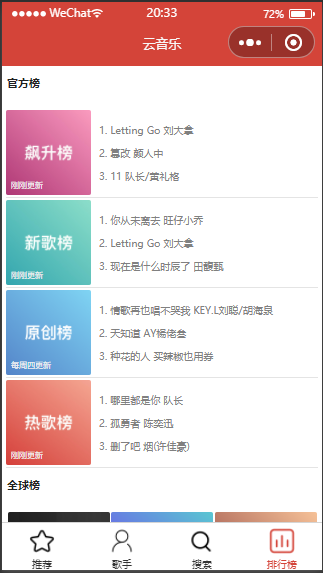 WeChat
20:33
72%
云音乐
官方榜
飙升榜
刚刚更新
1. Letting Go 刘大拿
2. 篡改 颜人中
3. 11 队长/黄礼格
新歌榜
刚刚更新
1. 你从未离去 旺仔小乔
2. Letting Go 刘大拿
3. 现在是什么时辰了 田馥甄
原创榜
每周四更新
1. 情歌再也唱不哭我 KEY.L刘聪/胡海泉
2. 天知道 AY杨佬叁
3. 种花的人 买辣椒也用券
热歌榜
刚刚更新
1. 哪里都是你 队长
2. 孤勇者 陈奕迅
3. 删了吧 烟(许佳豪)
全球榜
推荐
歌手
搜索
排行榜